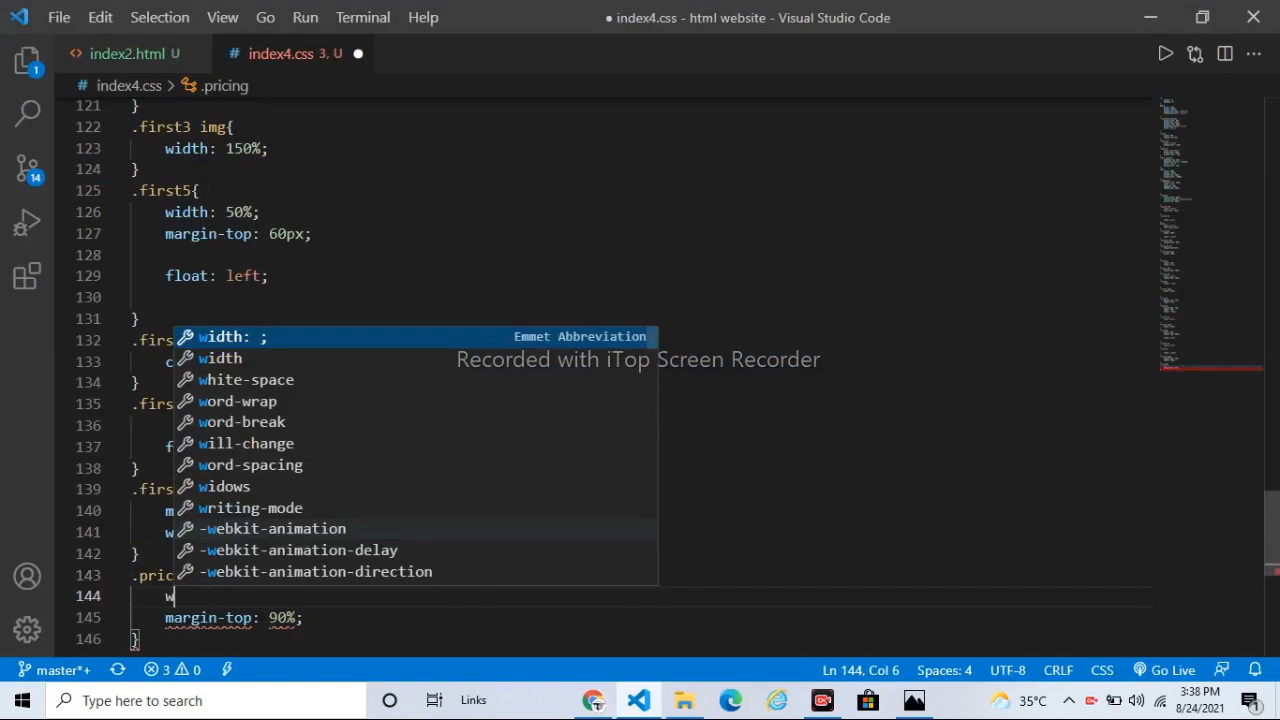 File Edit Selection View Go Run Terminal Help
● index4.css - html website - Visual Studio Code
<> index2.html U
# index4.css 3, U ●
# index4.css > .pricing
121 }
122 .first3 img{
123 width: 150%;
124 }
125 .first5{
126 width: 50%;
127 margin-top: 60px;
128
129 float: left;
130
131 }
132 .firs
133 c
134 }
135 .firs
136
137 f
138 }
139 .firs
140 m
141 w
142 }
143 .pric
144 w
145 margin-top: 90%;
146 }
width: ; Emmet Abbreviation
width
white-space
word-wrap
word-break
will-change
word-spacing
widows
writing-mode
-webkit-animation
-webkit-animation-delay
-webkit-animation-direction
Recorded with iTop Screen Recorder
1
14
master*+ 3 0
Ln 144, Col 6 Spaces: 4 UTF-8 CRLF CSS Go Live
Type here to search
Links
35°C
3:38 PM
8/24/2021
1